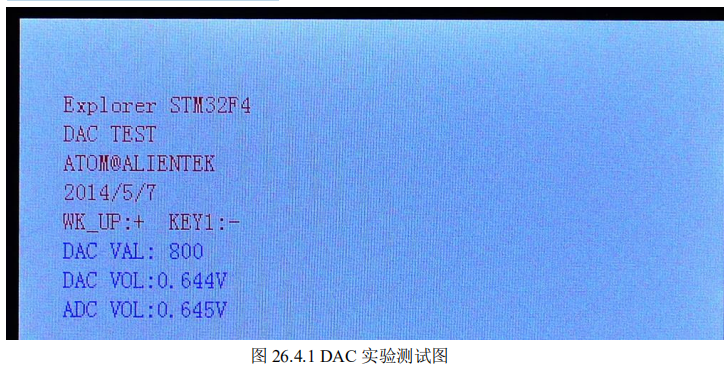 Explorer STM32F4
DAC TEST
ATOM@ALIENTEK
2014/5/7
WK_UP:+ KEY1:-
DAC VAL: 800
DAC VOL:0.644V
ADC VOL:0.645V
图 26.4.1 DAC 实验测试图